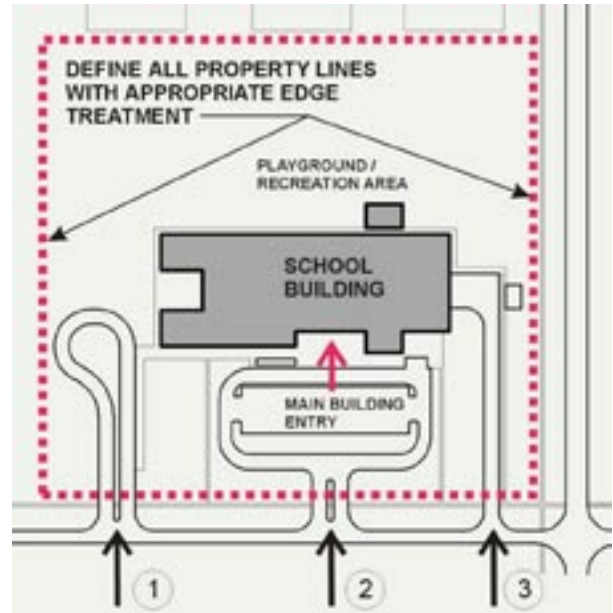 DEFINE ALL PROPERTY LINES
WITH APPROPRIATE EDGE
TREATMENT
PLAYGROUND /
RECREATION AREA
SCHOOL
BUILDING
MAIN BUILDING
ENTRY
1
2
3